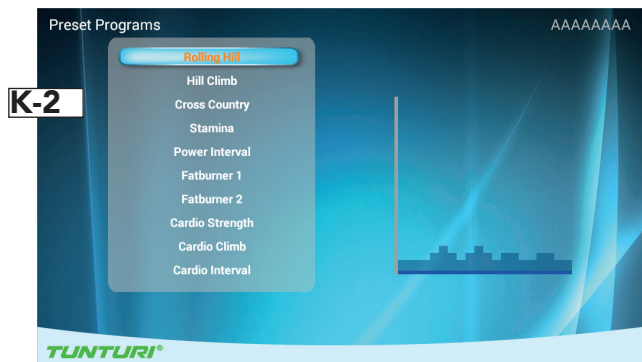 Preset Programs
AAAAAAAA
Rolling Hill
Hill Climb
K-2
Cross Country
Stamina
Power Interval
Fatburner 1
Fatburner 2
Cardio Strength
Cardio Climb
Cardio Interval
TUNTURI®